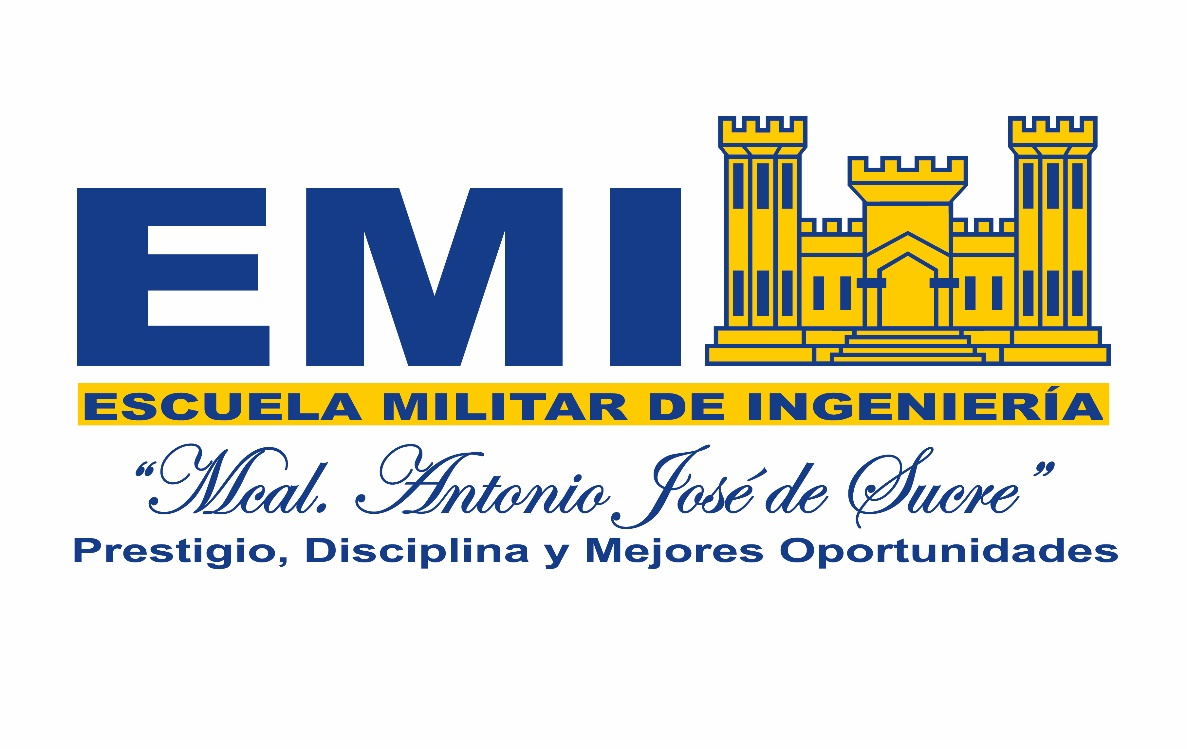 EMI
ESCUELA MILITAR DE INGENIERÍA
“Mcal. Antonio José de Sucre”
Prestigio, Disciplina y Mejores Oportunidades